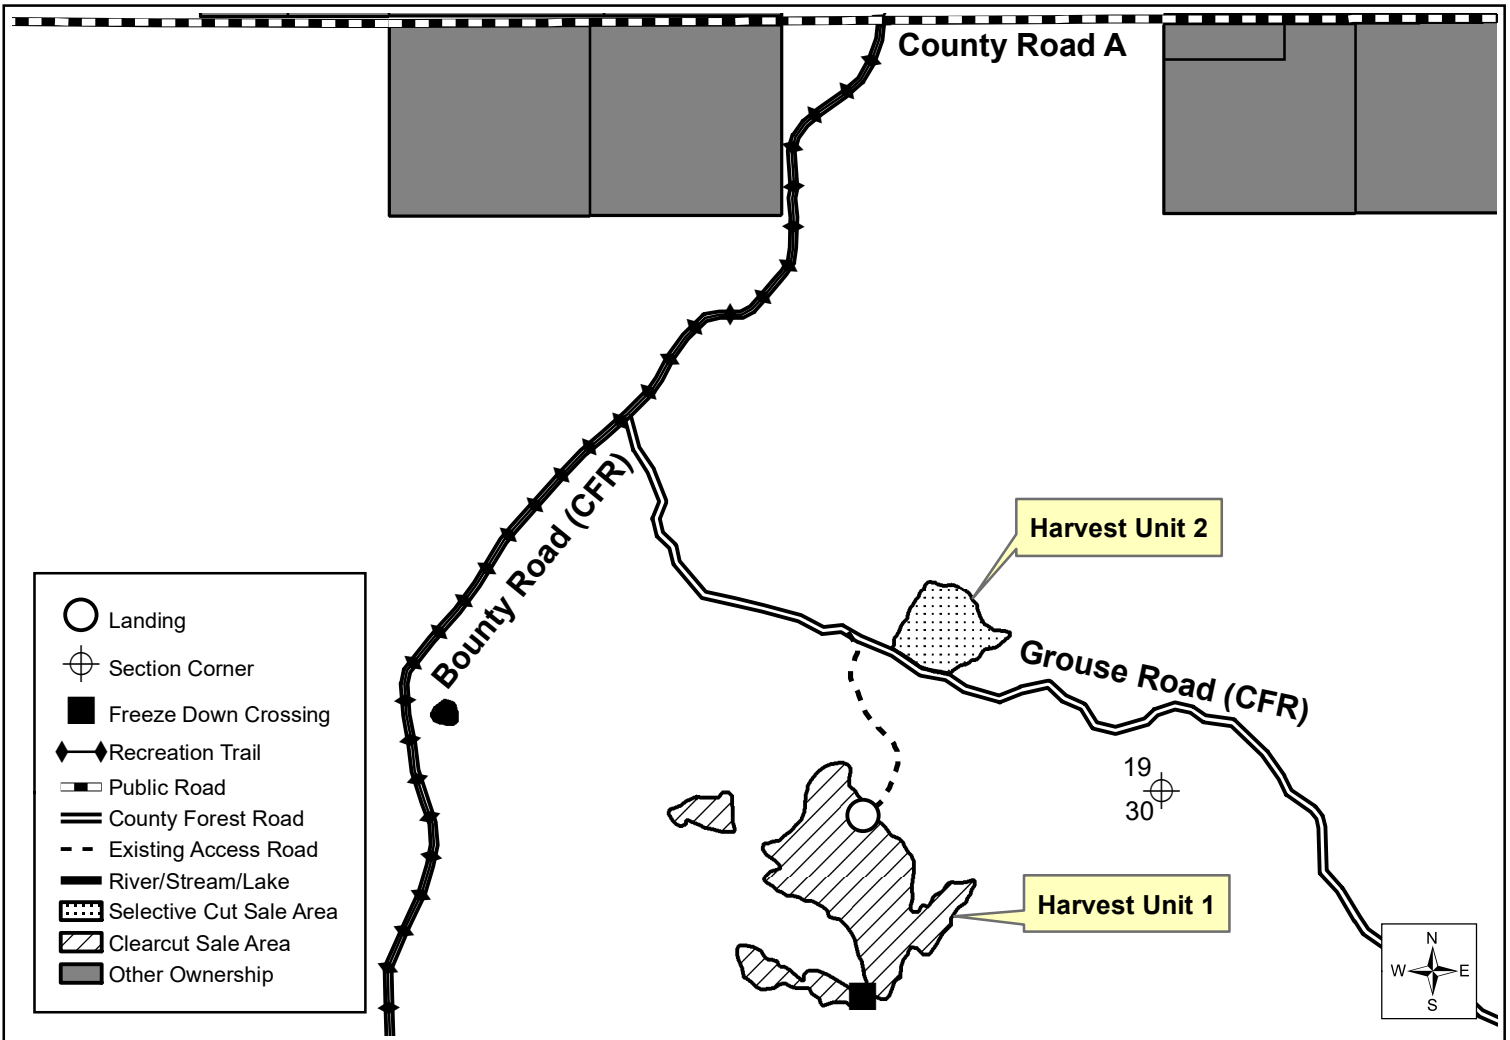 County Road A
Bounty Road (CFR)
Harvest Unit 2
Grouse Road (CFR)
19
30
Harvest Unit 1
Landing
Section Corner
Freeze Down Crossing
Recreation Trail
Public Road
County Forest Road
Existing Access Road
River/Stream/Lake
Selective Cut Sale Area
Clearcut Sale Area
Other Ownership
N
W E
S